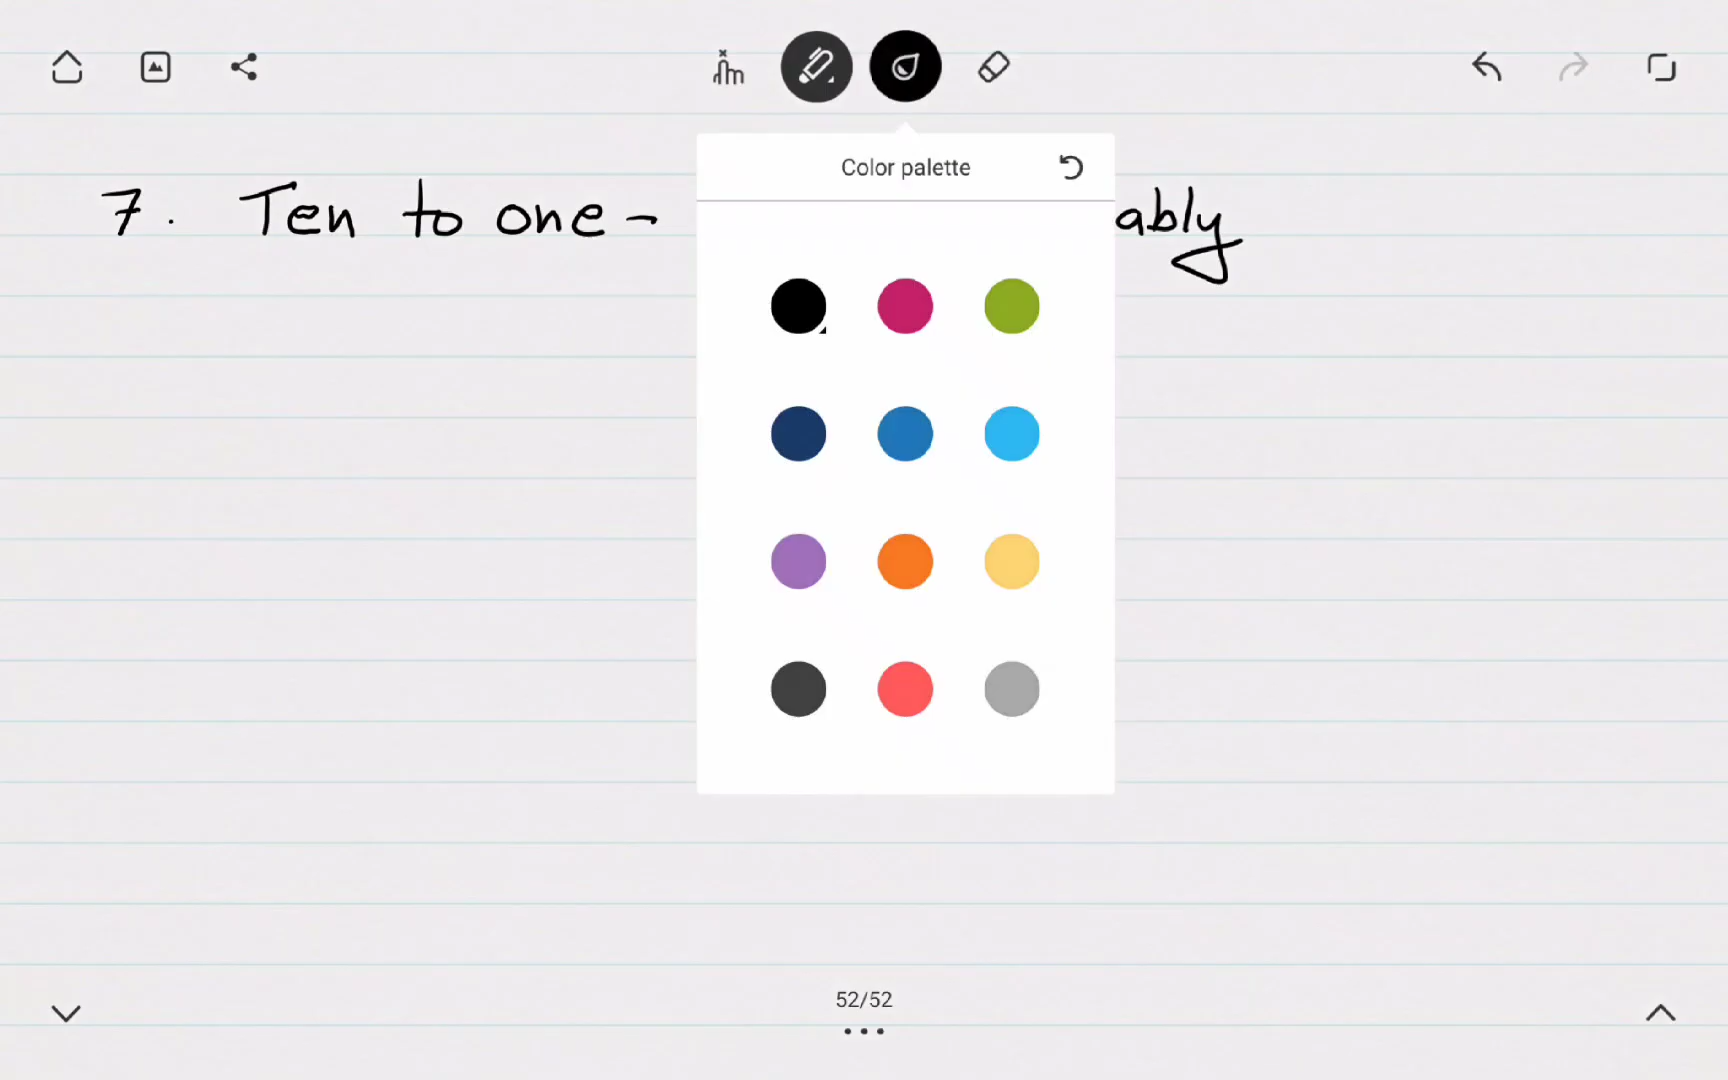 Color palette
7. Ten to one - ably
52/52